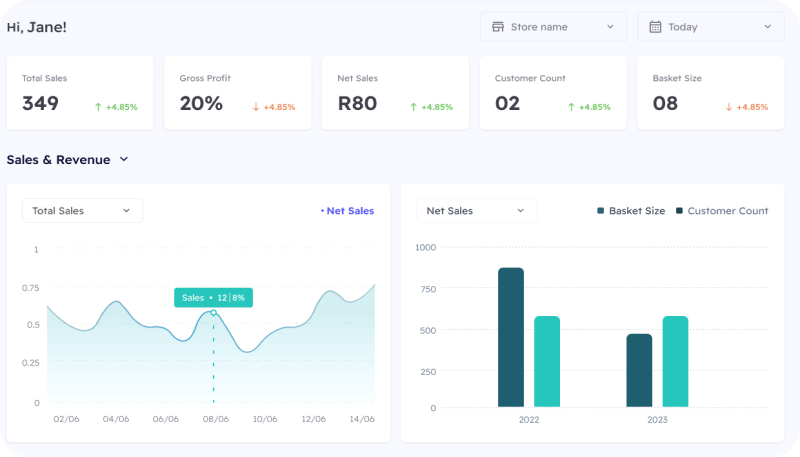 Hi, Jane!
Store name
Today
Total Sales
349
↑ +4.85%
Gross Profit
20%
↓ +4.85%
Net Sales
R80
↑ +4.85%
Customer Count
02
↑ +4.85%
Basket Size
08
↓ +4.85%
Sales & Revenue
Total Sales
• Net Sales
1
0.75
0.5
0.25
0
Sales • 12|8%
02/06 04/06 06/06 08/06 10/06 12/06 14/06
Net Sales
Basket Size
Customer Count
1000
750
500
250
0
2022 2023